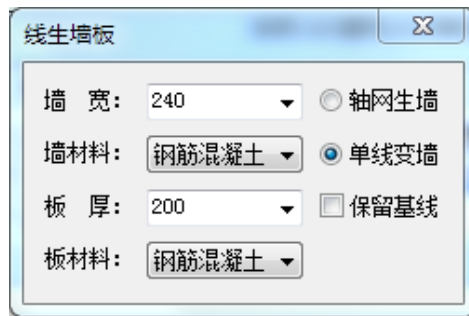 线生墙板
墙 宽： 240 轴网生墙
墙材料： 钢筋混凝土 单线变墙
板 厚： 200 保留基线
板材料： 钢筋混凝土